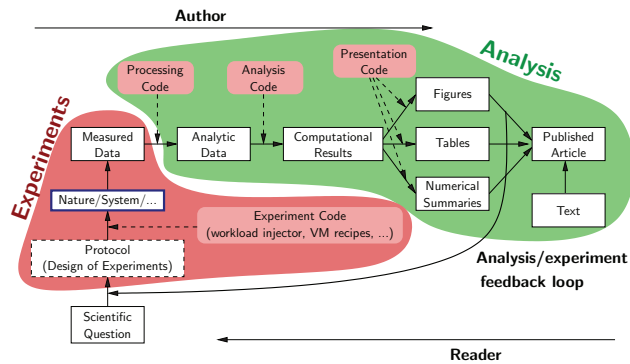 Author
Analysis
Presentation
Code
Processing
Code
Analysis
Code
Figures
Experiments
Measured
Data
Analytic
Data
Computational
Results
Tables
Published
Article
Nature/System/...
Numerical
Summaries
Text
Experiment Code
(workload injector, VM recipes, ...)
Protocol
(Design of Experiments)
Analysis/experiment
feedback loop
Scientific
Question
Reader